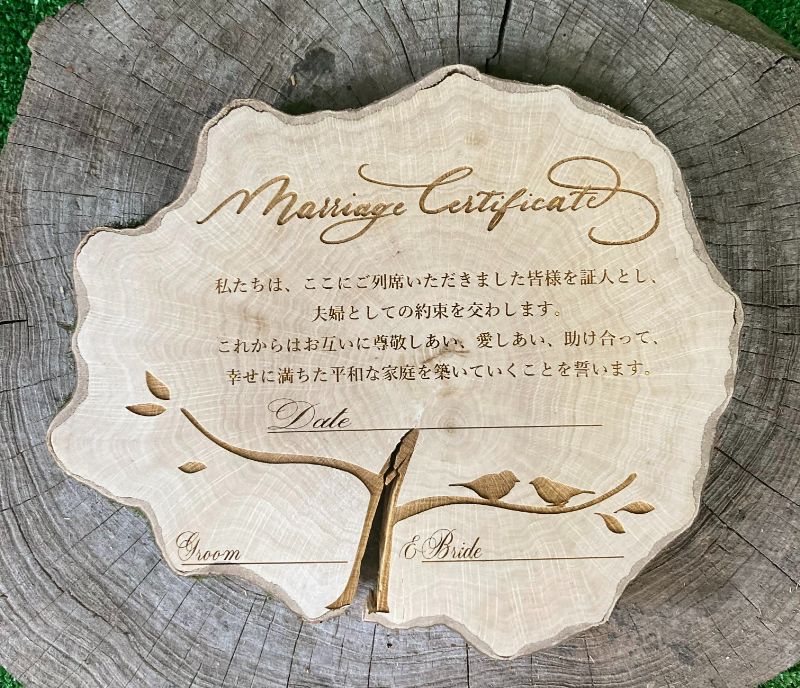 Marriage Certificate
私たちは、ここにご列席いただきました皆様を証人とし、
夫婦としての約束を交わします。
これからはお互いに尊敬しあい、愛しあい、助け合って、
幸せに満ちた平和な家庭を築いていくことを誓います。
Date
Groom
& Bride